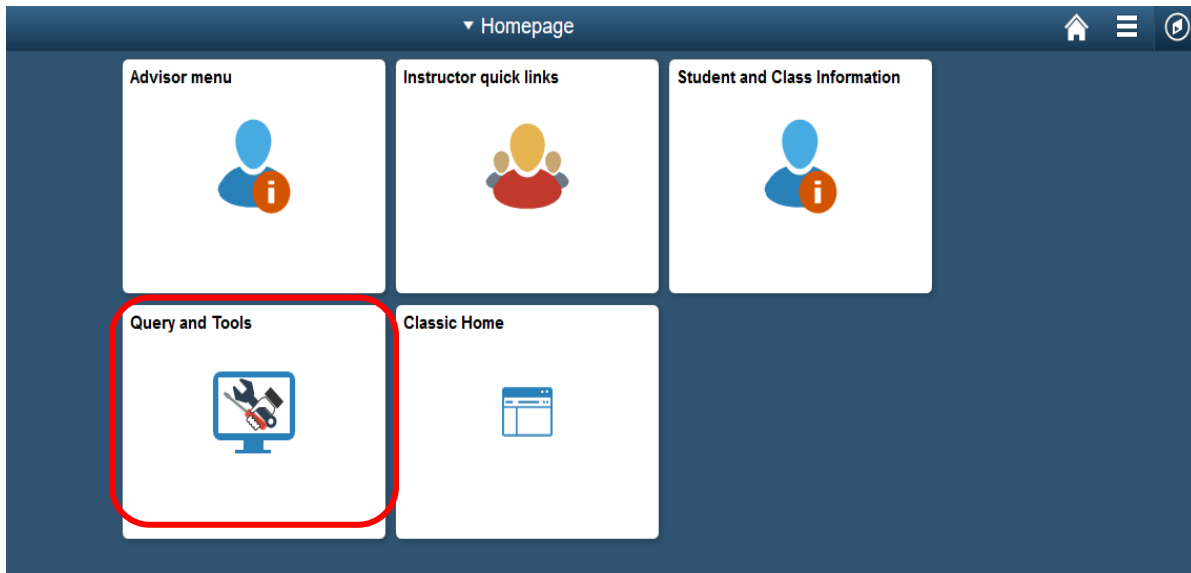 Homepage
Advisor menu
Instructor quick links
Student and Class Information
Query and Tools
Classic Home